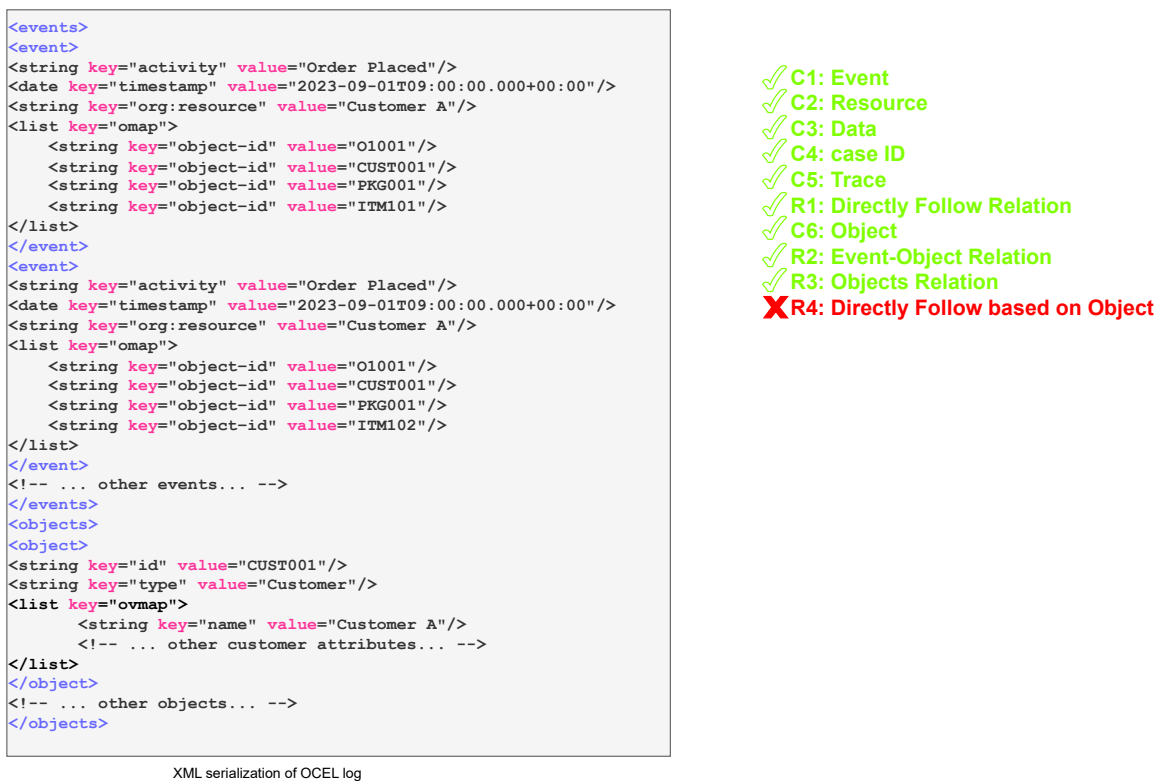 <events>
<event>
<string key="activity" value="Order Placed"/>
<date key="timestamp" value="2023-09-01T09:00:00.000+00:00"/>
<string key="org:resource" value="Customer A"/>
<list key="omap">
<string key="object-id" value="O1001"/>
<string key="object-id" value="CUST001"/>
<string key="object-id" value="PKG001"/>
<string key="object-id" value="ITM101"/>
</list>
</event>
<event>
<string key="activity" value="Order Placed"/>
<date key="timestamp" value="2023-09-01T09:00:00.000+00:00"/>
<string key="org:resource" value="Customer A"/>
<list key="omap">
<string key="object-id" value="O1001"/>
<string key="object-id" value="CUST001"/>
<string key="object-id" value="PKG001"/>
<string key="object-id" value="ITM102"/>
</list>
</event>
<!-- ... other events... -->
</events>
<objects>
<object>
<string key="id" value="CUST001"/>
<string key="type" value="Customer"/>
<list key="ovmap">
<string key="name" value="Customer A"/>
<!-- ... other customer attributes... -->
</list>
</object>
<!-- ... other objects... -->
</objects>
XML serialization of OCEL log
C1: Event
C2: Resource
C3: Data
C4: case ID
C5: Trace
R1: Directly Follow Relation
C6: Object
R2: Event-Object Relation
R3: Objects Relation
R4: Directly Follow based on Object